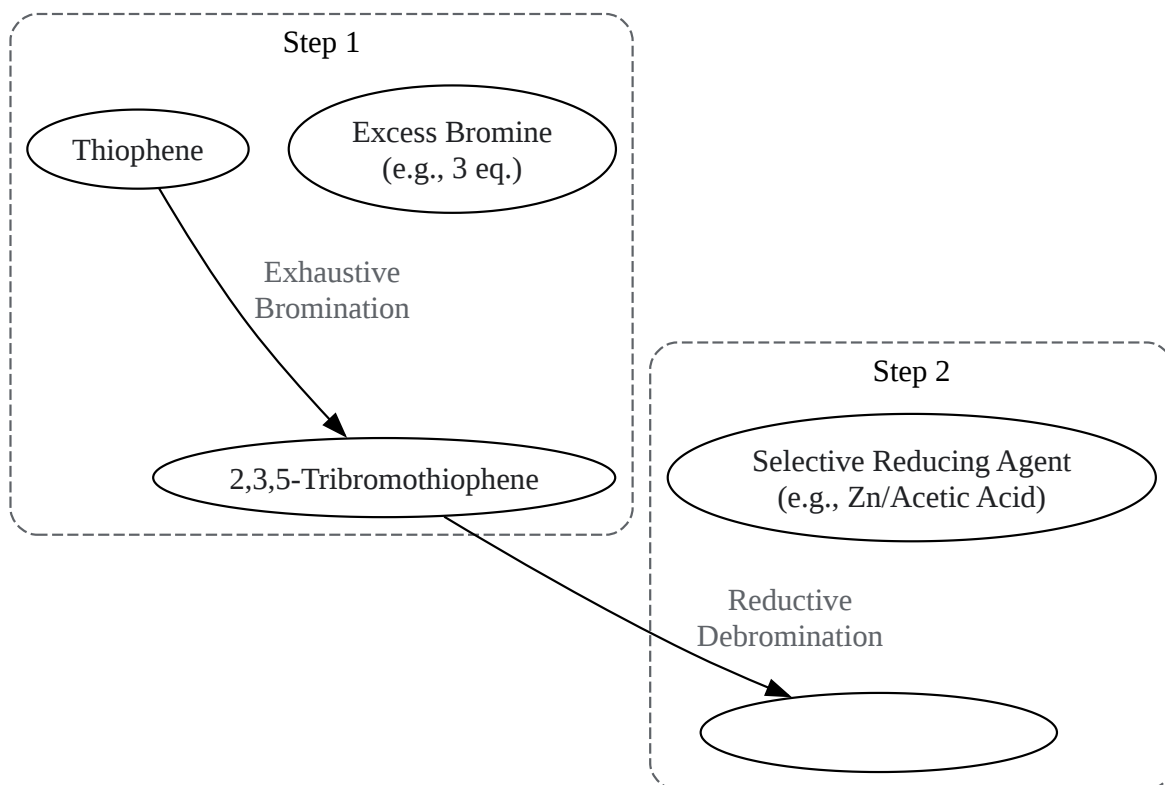 Step 1
Thiophene
Excess Bromine
(e.g., 3 eq.)
Exhaustive
Bromination
2,3,5-Tribromothiophene
Step 2
Selective Reducing Agent
(e.g., Zn/Acetic Acid)
Reductive
Debromination